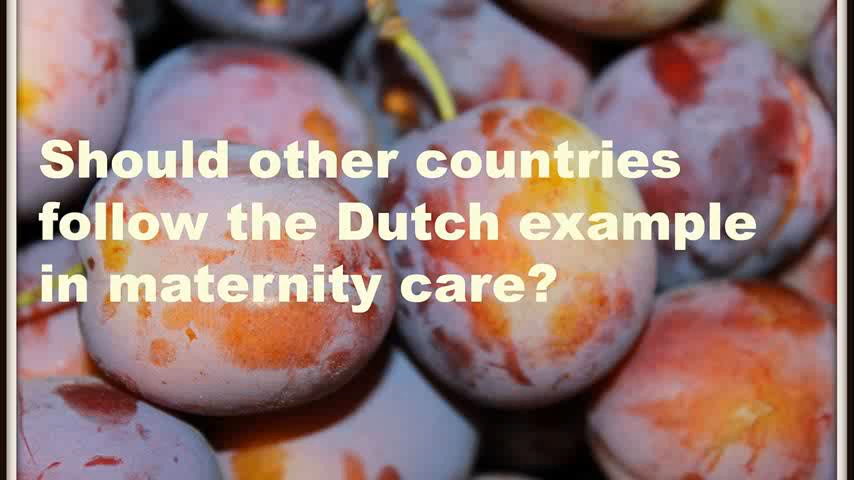 Should other countries
follow the Dutch example
in maternity care?